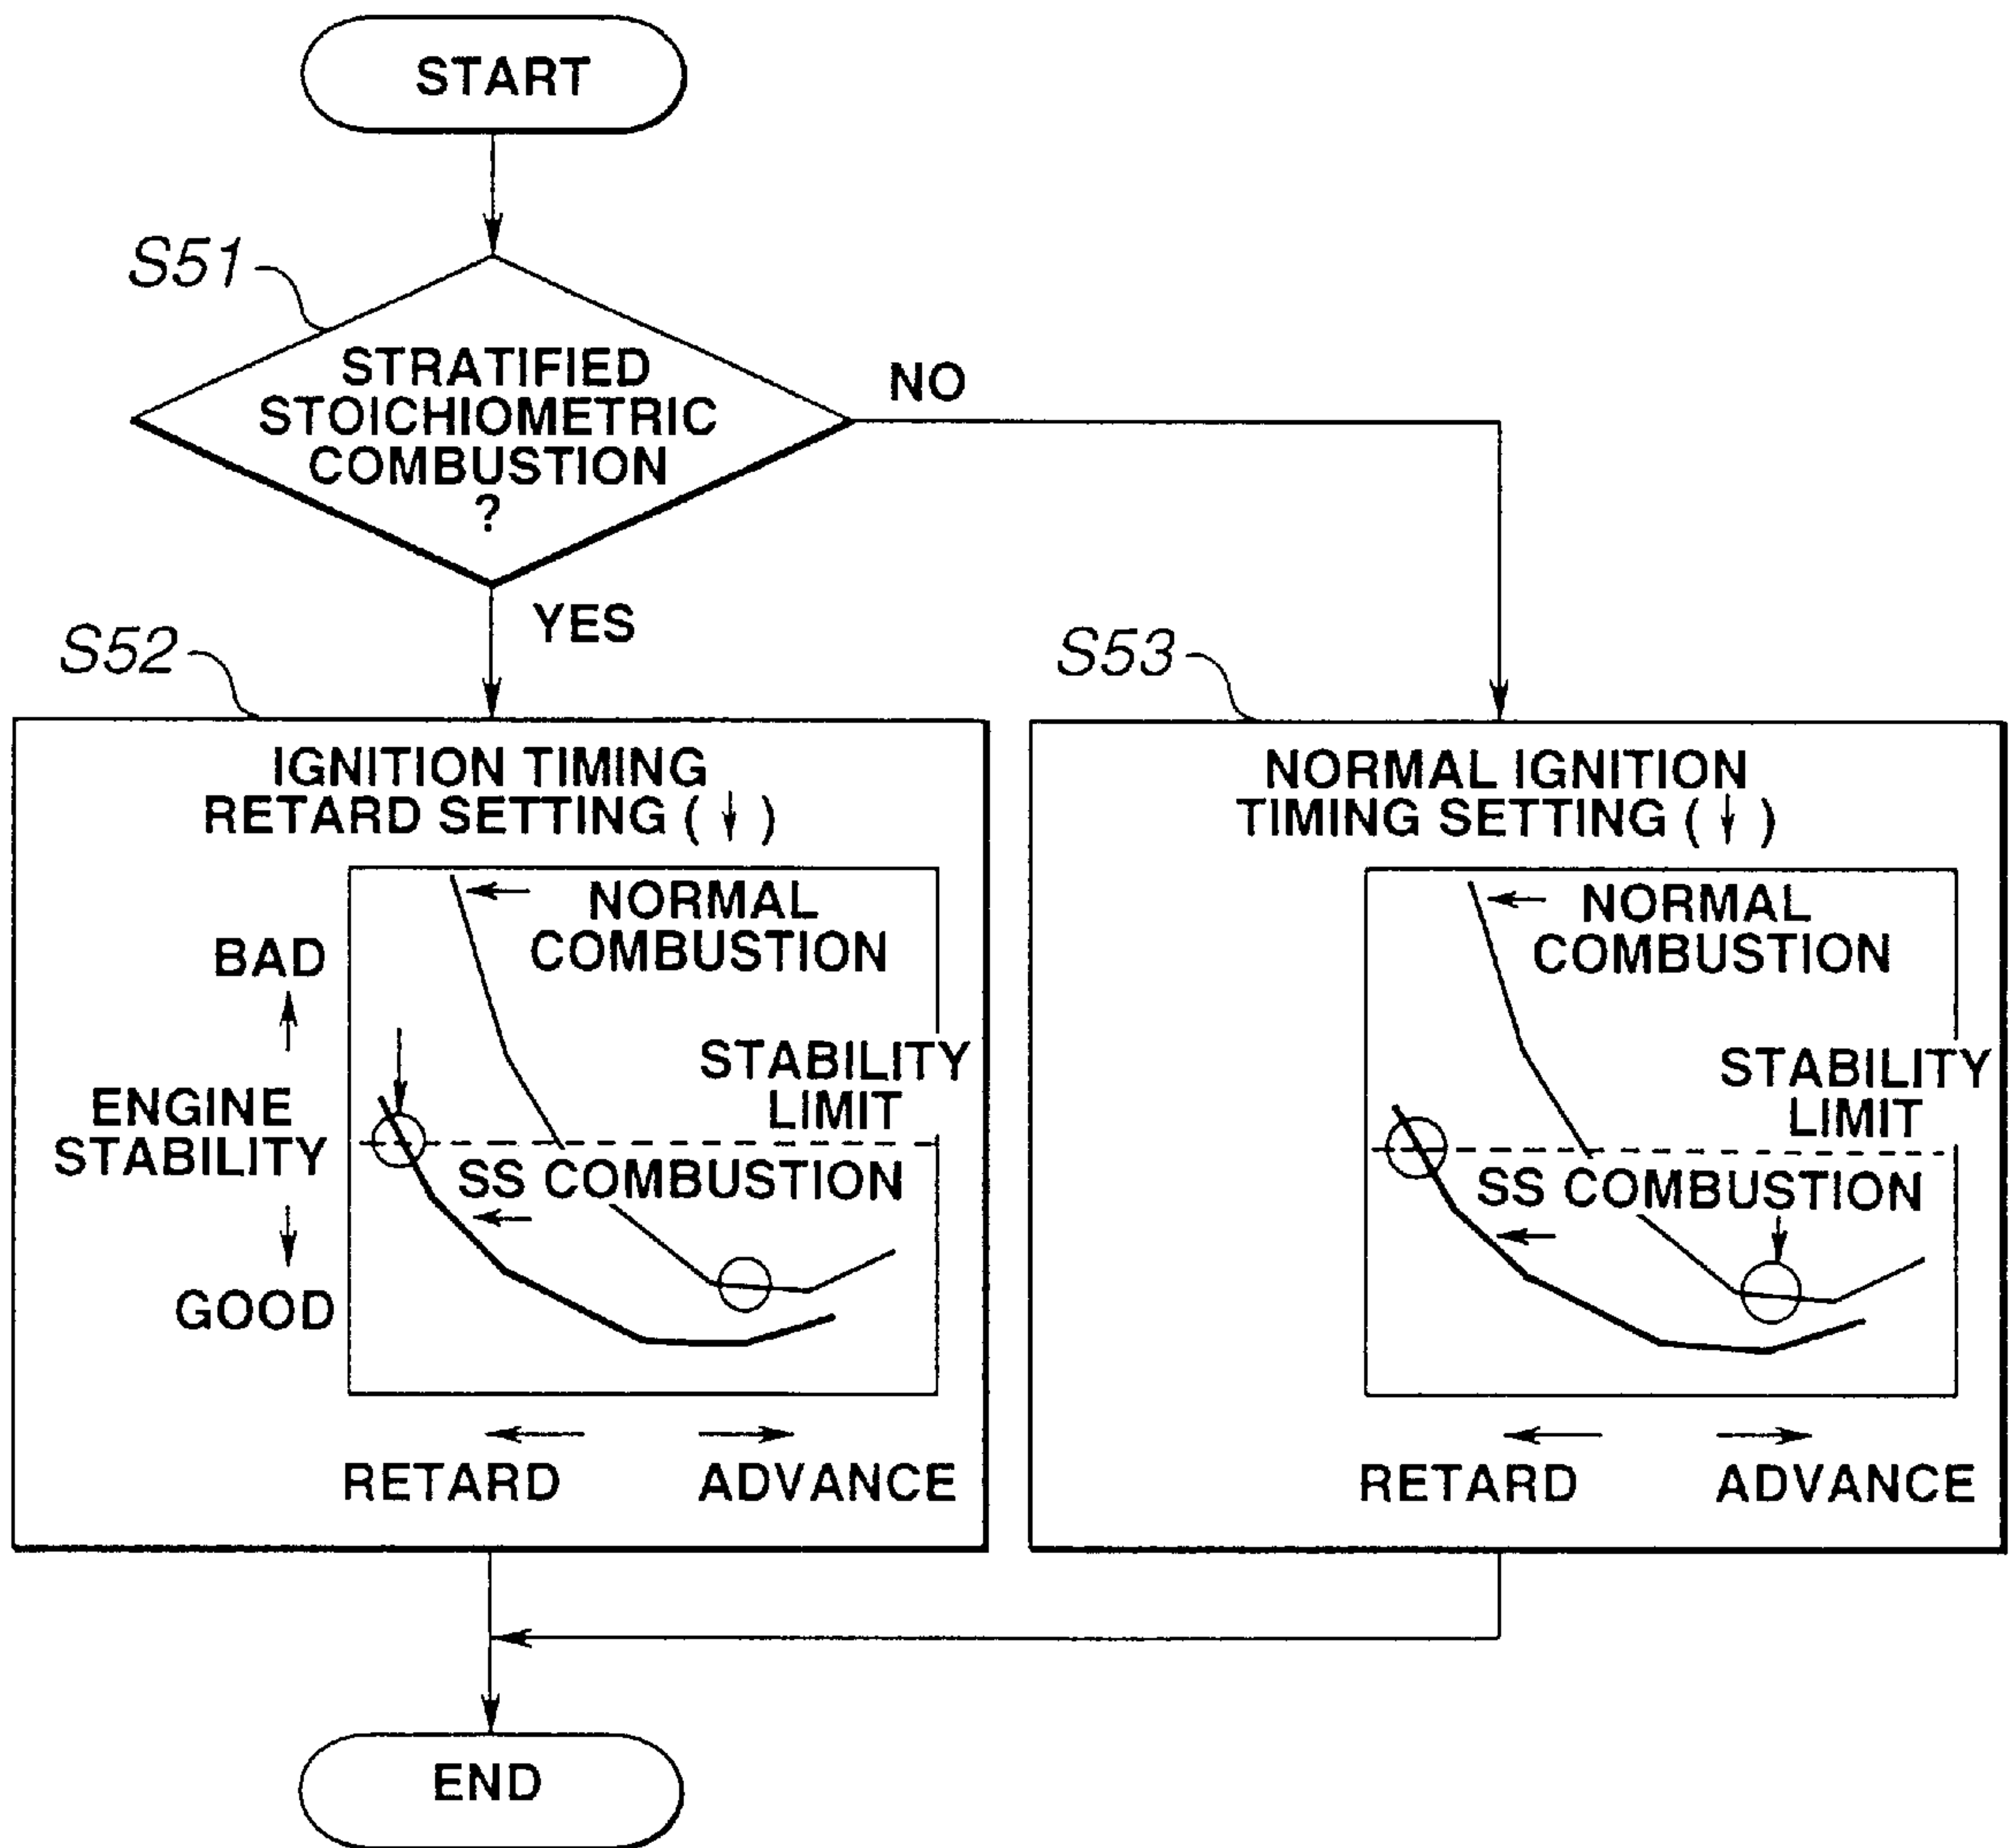 START
S51
STRATIFIED
STOICHIOMETRIC
COMBUSTION
?
NO
YES
S52
IGNITION TIMING
RETARD SETTING ( ↓ )
NORMAL
COMBUSTION
BAD
STABILITY
LIMIT
ENGINE
STABILITY
SS COMBUSTION
GOOD
RETARD
ADVANCE
S53
NORMAL IGNITION
TIMING SETTING ( ↓ )
NORMAL
COMBUSTION
STABILITY
LIMIT
SS COMBUSTION
RETARD
ADVANCE
END